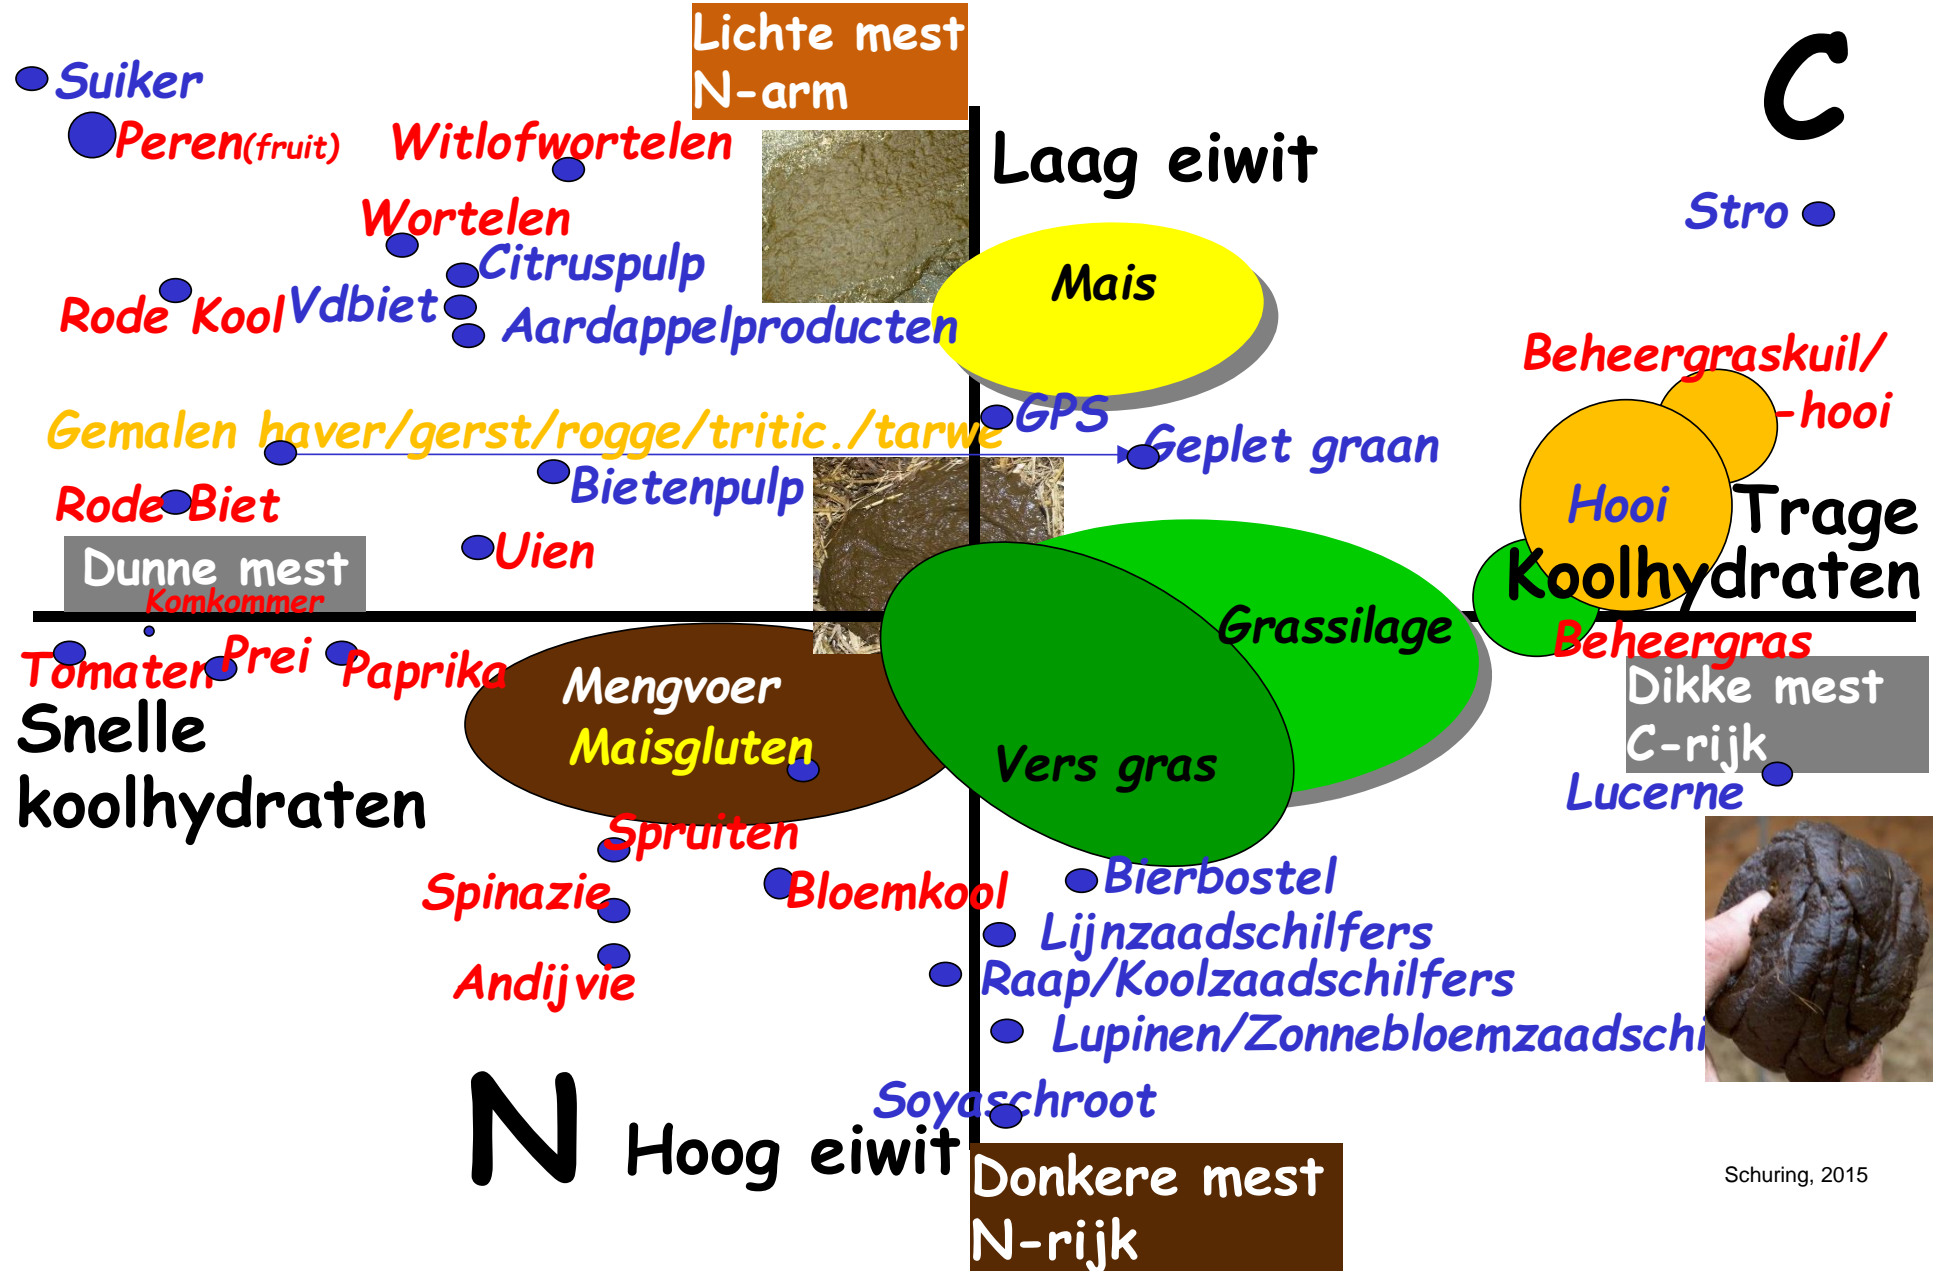 Lichte mest
N-arm
C
Suiker
Peren(fruit)
Witlofwortelen
Laag eiwit
Stro
Wortelen
Citruspulp
Mais
Rode Kool
Vdbiet
Aardappelproducten
Beheergraskuil/
-hooi
Gemalen haver/gerst/rogge/tritic./tarwe
GPS
Geplet graan
Rode Biet
Bietenpulp
Hooi
Trage
Koolhydraten
Uien
Dunne mest
Komkommer
Grassilage
Beheergras
Tomaten
Prei
Paprika
Mengvoer
Maisgluten
Vers gras
Dikke mest
C-rijk
Snelle
koolhydraten
Lucerne
Spruiten
Spinazie
Bloemkool
Bierbostel
Lijnzaadschilfers
Andijvie
Raap/Koolzaadschilfers
Lupinen/Zonnebloemzaadschi
Soyaschroot
N
Hoog eiwit
Donkere mest
N-rijk
Schuring, 2015